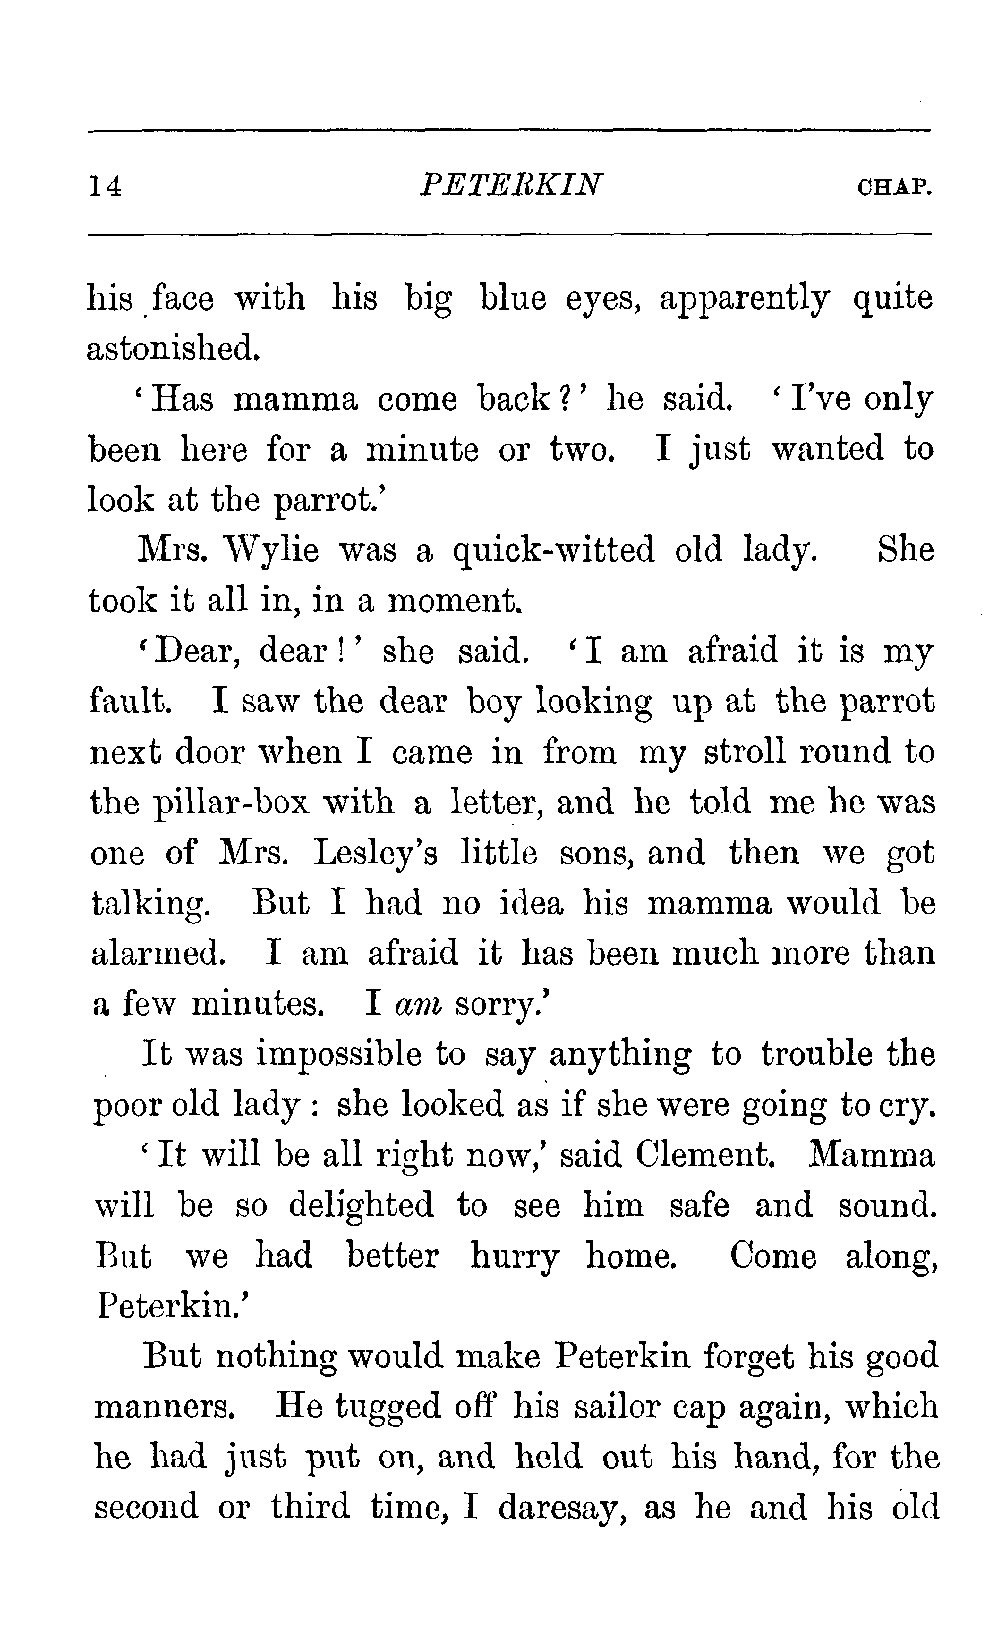 14 PETERKIN CHAP.
his face with his big blue eyes, apparently quite
astonished.
‘Has mamma come back?’ he said. ‘I’ve only
been here for a minute or two. I just wanted to
look at the parrot.’
Mrs. Wylie was a quick-witted old lady. She
took it all in, in a moment.
‘Dear, dear!’ she said. ‘I am afraid it is my
fault. I saw the dear boy looking up at the parrot
next door when I came in from my stroll round to
the pillar-box with a letter, and he told me he was
one of Mrs. Lesley’s little sons, and then we got
talking. But I had no idea his mamma would be
alarmed. I am afraid it has been much more than
a few minutes. I am sorry.’
It was impossible to say anything to trouble the
poor old lady: she looked as if she were going to cry.
‘It will be all right now,’ said Clement. Mamma
will be so delighted to see him safe and sound.
But we had better hurry home. Come along,
Peterkin.’
But nothing would make Peterkin forget his good
manners. He tugged off his sailor cap again, which
he had just put on, and held out his hand, for the
second or third time, I daresay, as he and his old